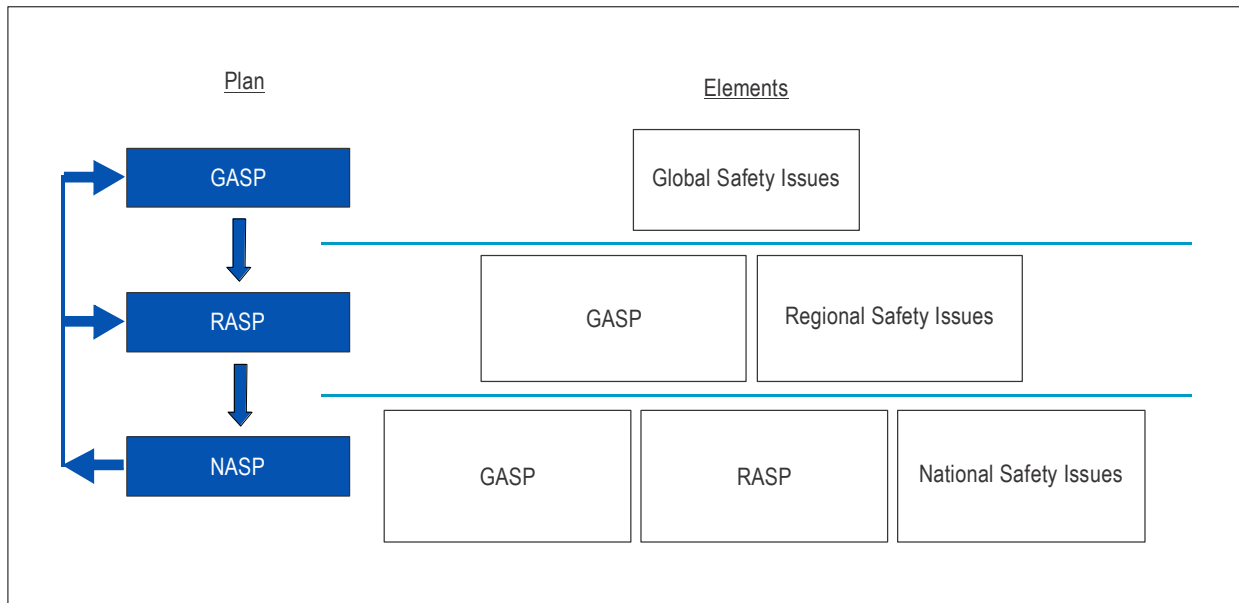 Plan
Elements
GASP
Global Safety Issues
RASP
GASP
Regional Safety Issues
NASP
GASP
RASP
National Safety Issues